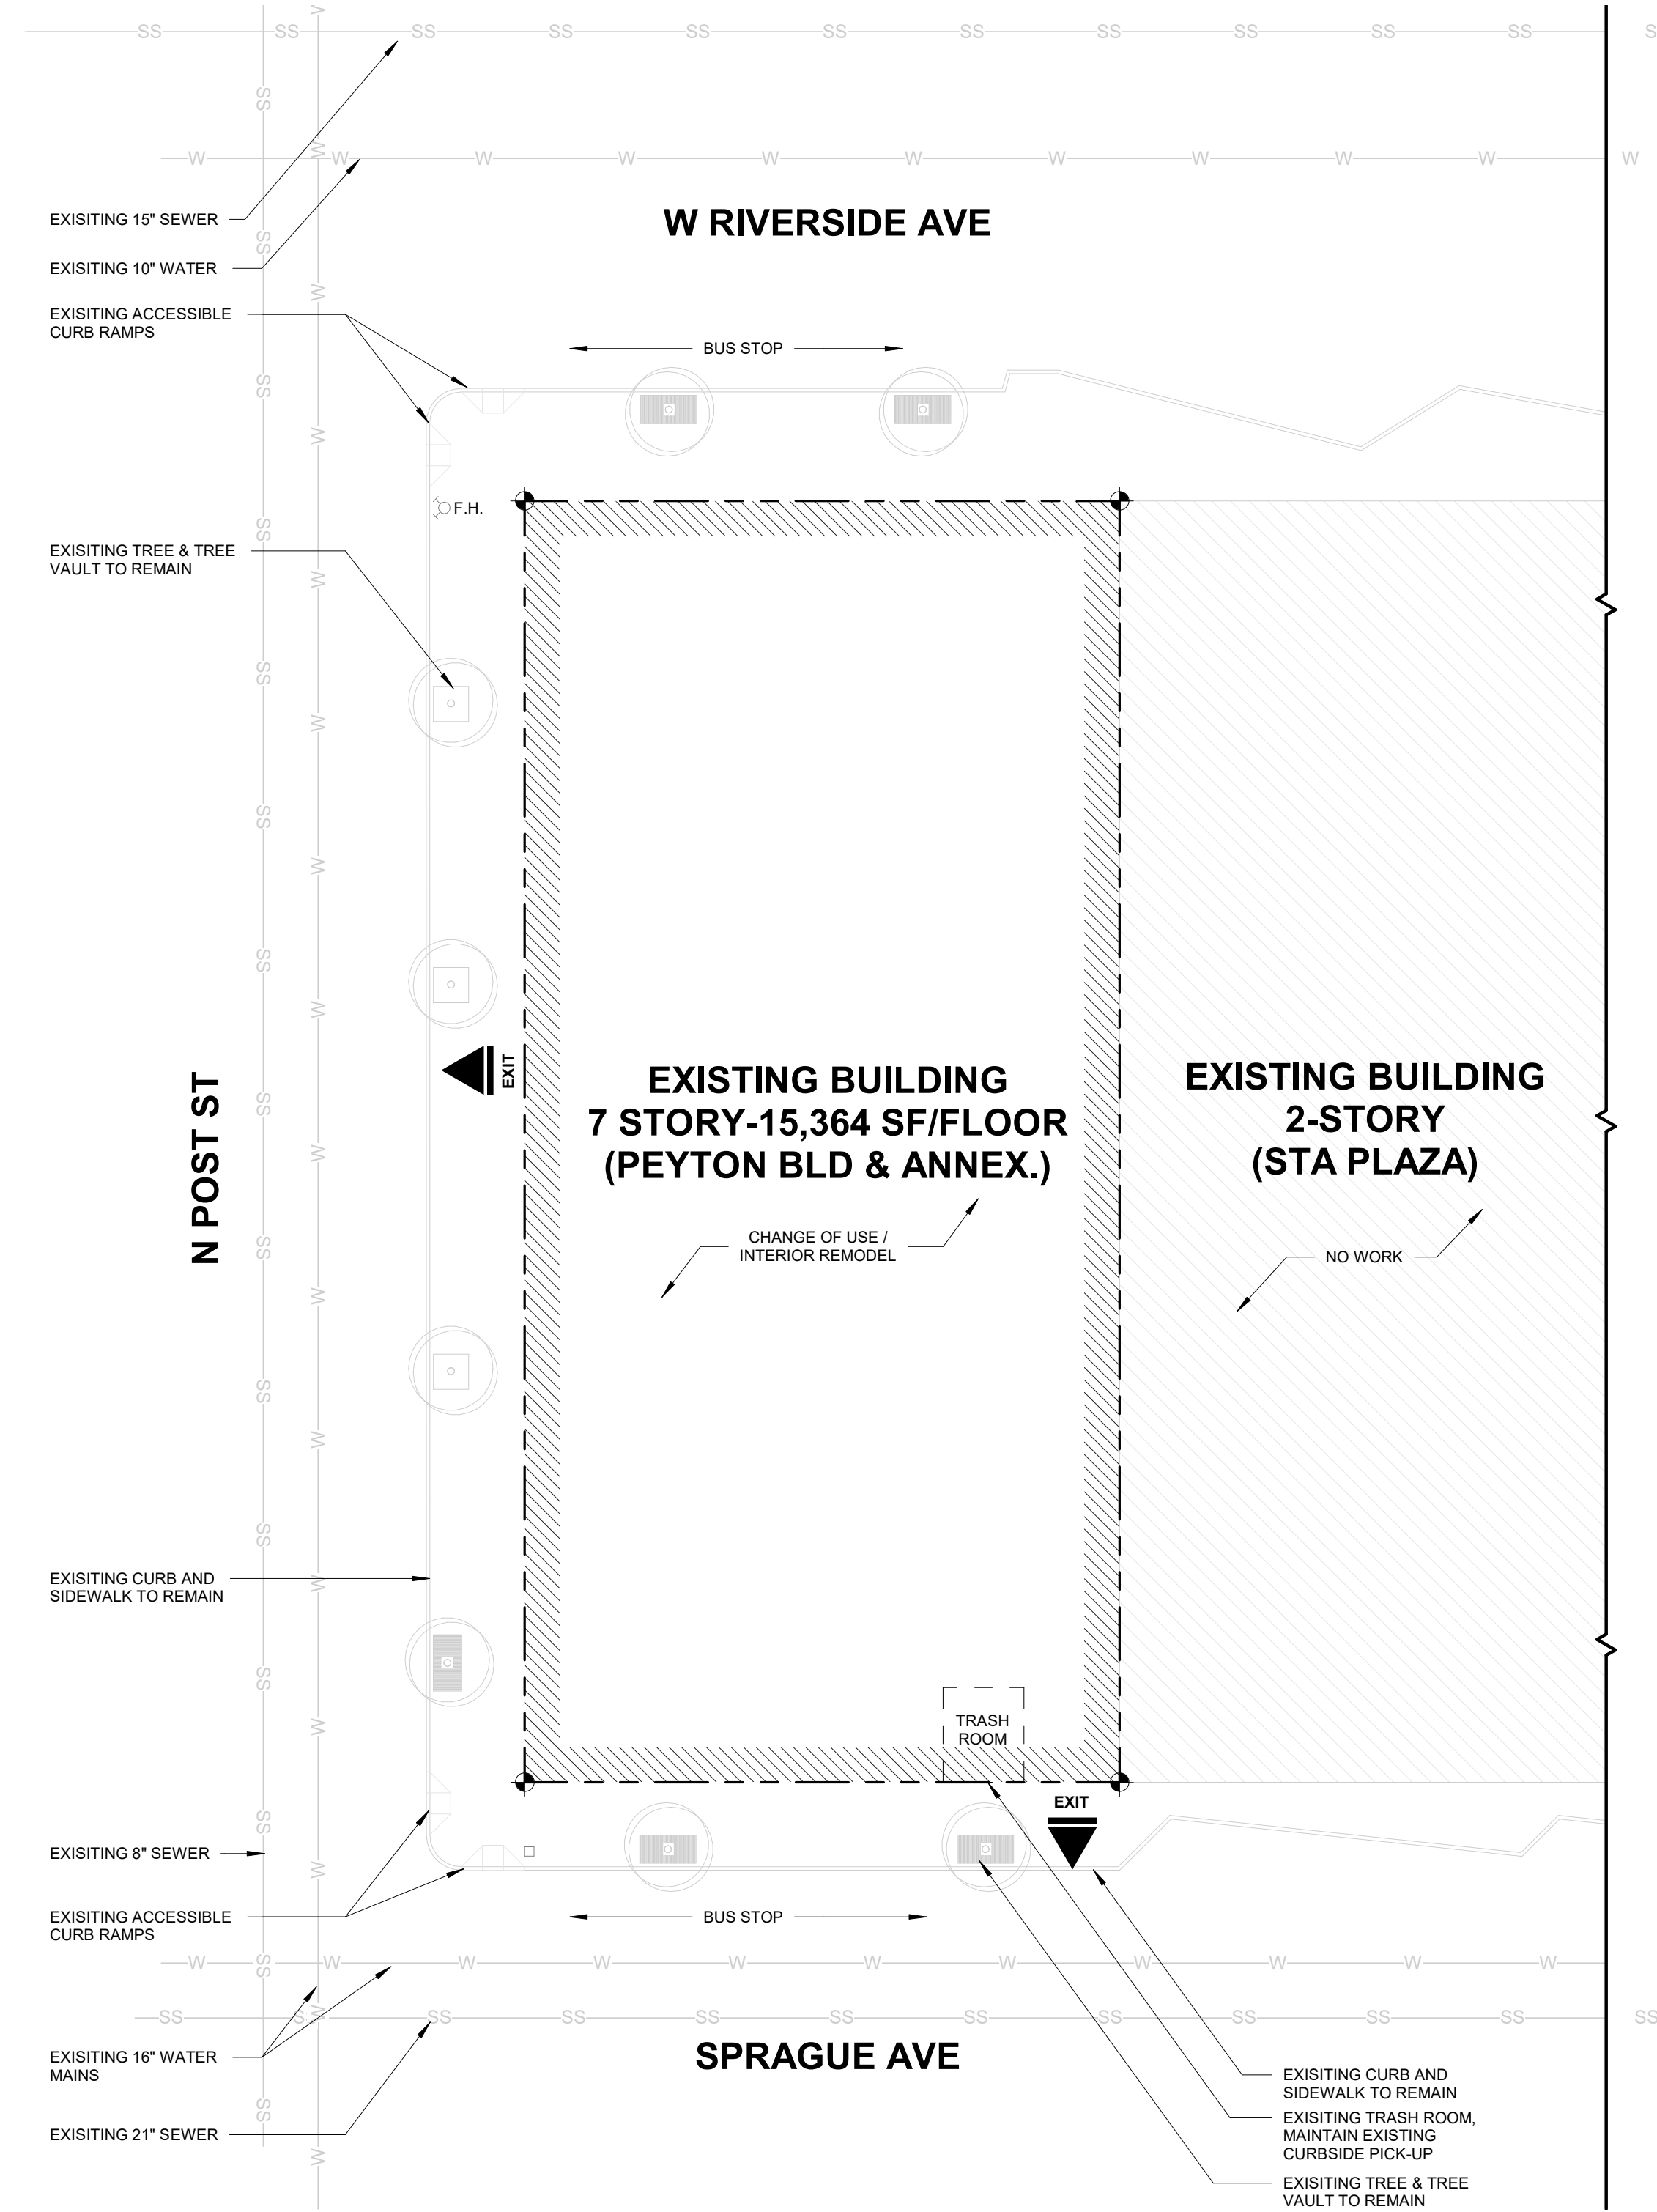 W RIVERSIDE AVE
EXISITING 15" SEWER
EXISITING 10" WATER
EXISITING ACCESSIBLE
CURB RAMPS
BUS STOP
F.H.
EXISITING TREE & TREE
VAULT TO REMAIN
EXIT
N POST ST
EXISTING BUILDING
7 STORY-15,364 SF/FLOOR
(PEYTON BLD & ANNEX.)
CHANGE OF USE /
INTERIOR REMODEL
EXISTING BUILDING
2-STORY
(STA PLAZA)
NO WORK
EXISITING CURB AND
SIDEWALK TO REMAIN
TRASH
ROOM
EXIT
EXISITING 8" SEWER
EXISITING ACCESSIBLE
CURB RAMPS
BUS STOP
EXISITING 16" WATER
MAINS
EXISITING 21" SEWER
SPRAGUE AVE
EXISITING CURB AND
SIDEWALK TO REMAIN
EXISITING TRASH ROOM,
MAINTAIN EXISTING
CURBSIDE PICK-UP
EXISITING TREE & TREE
VAULT TO REMAIN